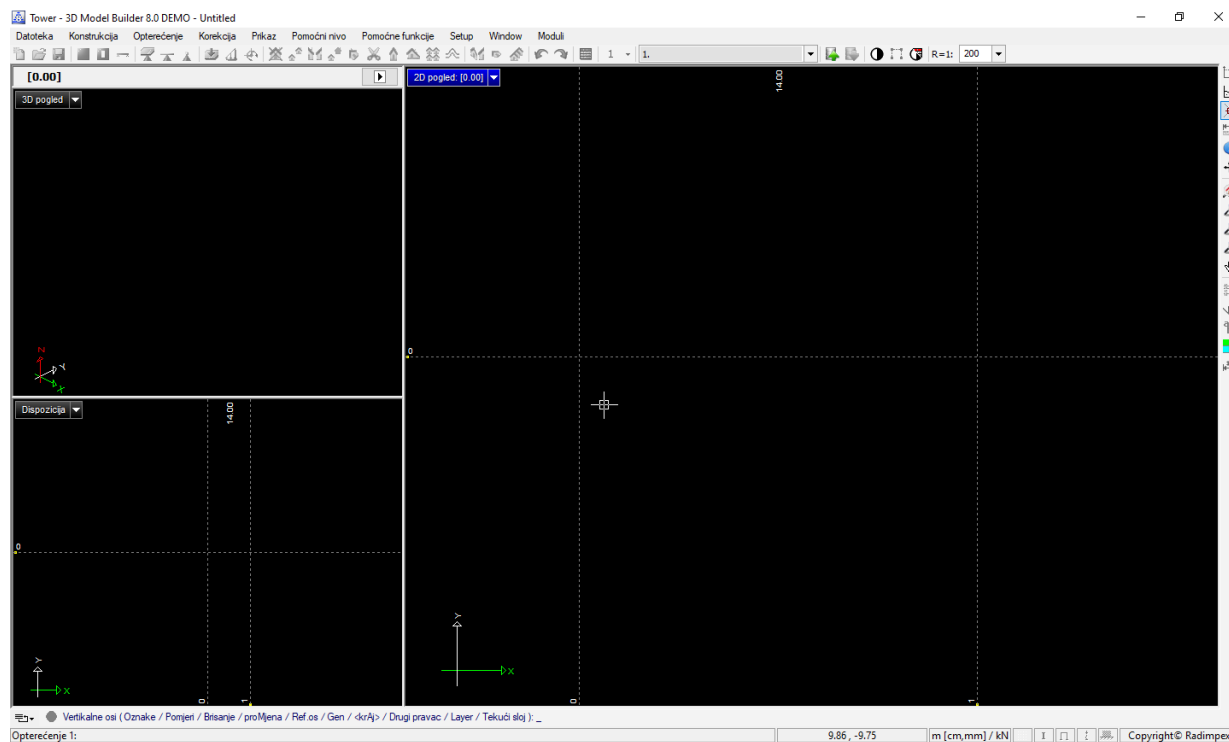 Tower - 3D Model Builder 8.0 DEMO - Untitled
Datoteka Konstrukcija Opterećenje Korekcija Prikaz Pomoćni nivo Pomoćne funkcije Setup Window Moduli
1 1. R=1: 200
[0.00]
3D pogled
2D pogled: [0.00]
14.00
Z
Y
X
0
Dispozicija
14.00
0
Y
X
0
1
Y
X
0
1
Vertikalne osi ( Oznake / Pomjeri / Brisanje / proMjena / Ref.os / Gen / <krAj> / Drugi pravac / Layer / Tekući sloj ): _
Opterećenje 1: 9.86 , -9.75 m [cm,mm] / kN Copyright© Radimpex